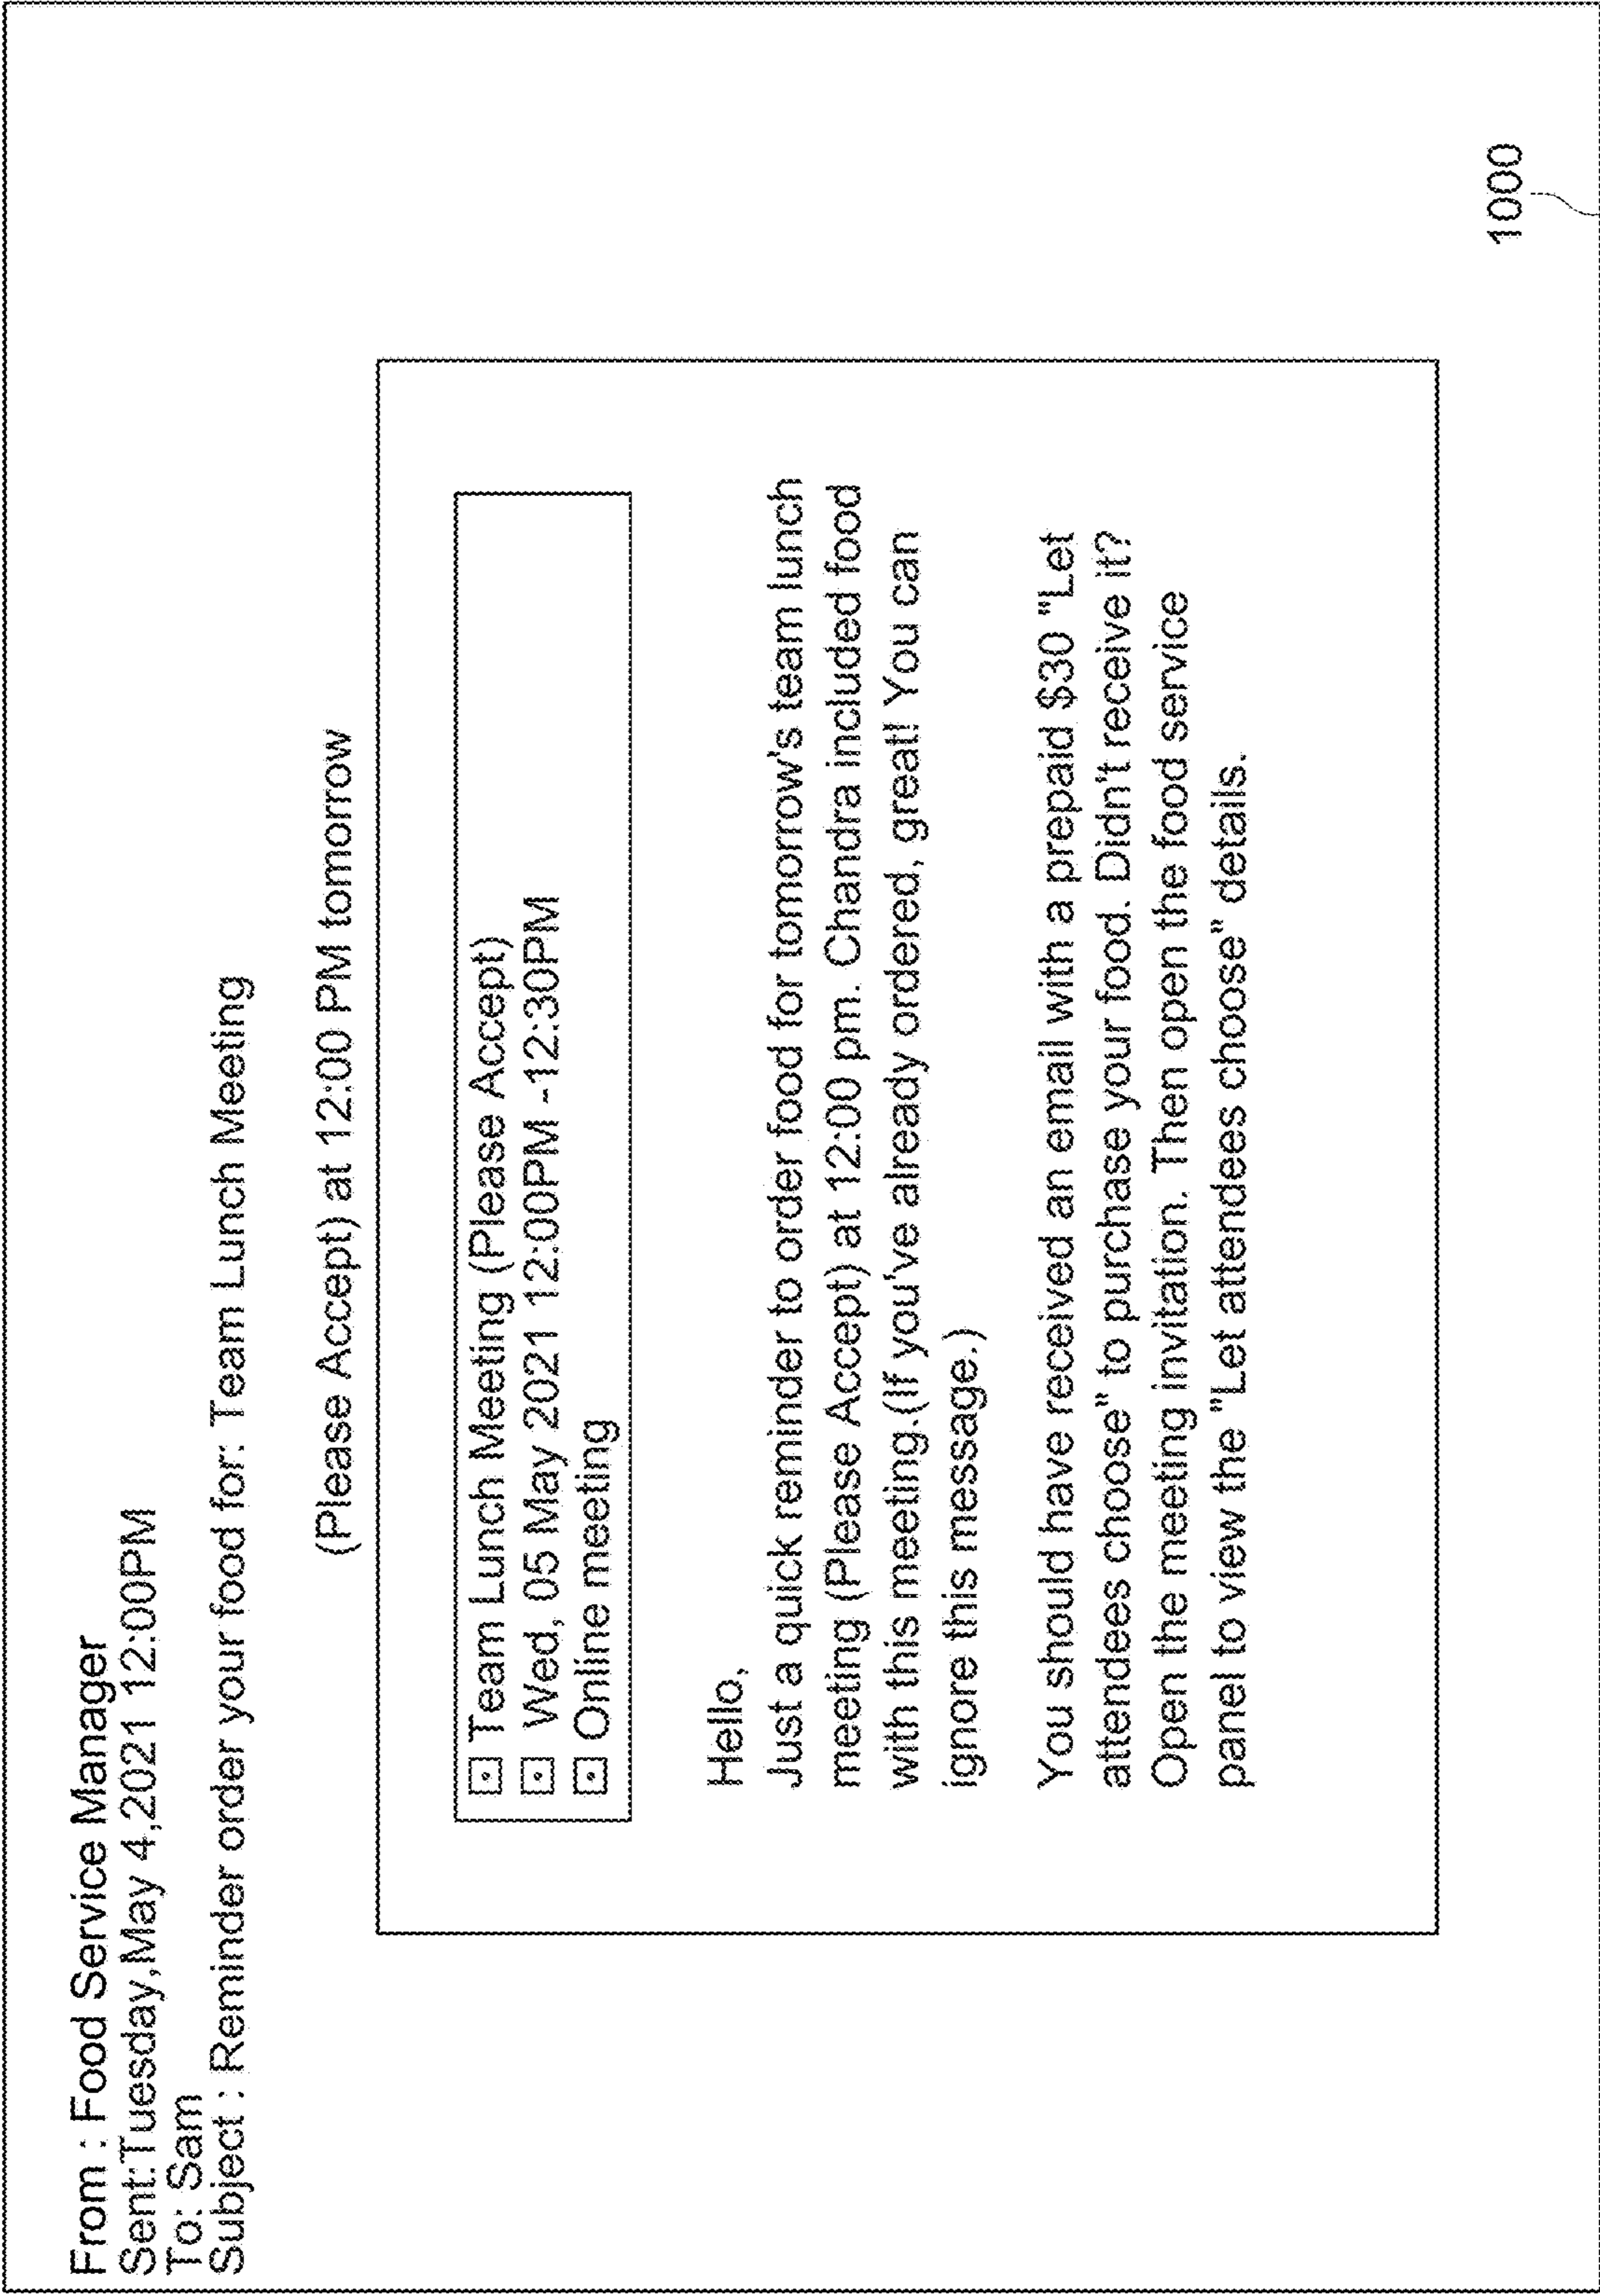 From : Food Service Manager
Sent:Tuesday,May 4,2021 12:00PM
To: Sam
Subject : Reminder order your food for: Team Lunch Meeting
(Please Accept) at 12:00 PM tomorrow
Team Lunch Meeting (Please Accept)
Wed, 05 May 2021 12:00PM -12:30PM
Online meeting
Hello,
Just a quick reminder to order food for tomorrow's team lunch
meeting (Please Accept) at 12:00 pm. Chandra included food
with this meeting.(If you've already ordered, great! You can
ignore this message.)
You should have received an email with a prepaid $30 "Let
attendees choose" to purchase your food. Didn't receive it?
Open the meeting invitation. Then open the food service
panel to view the "Let attendees choose" details.
1000